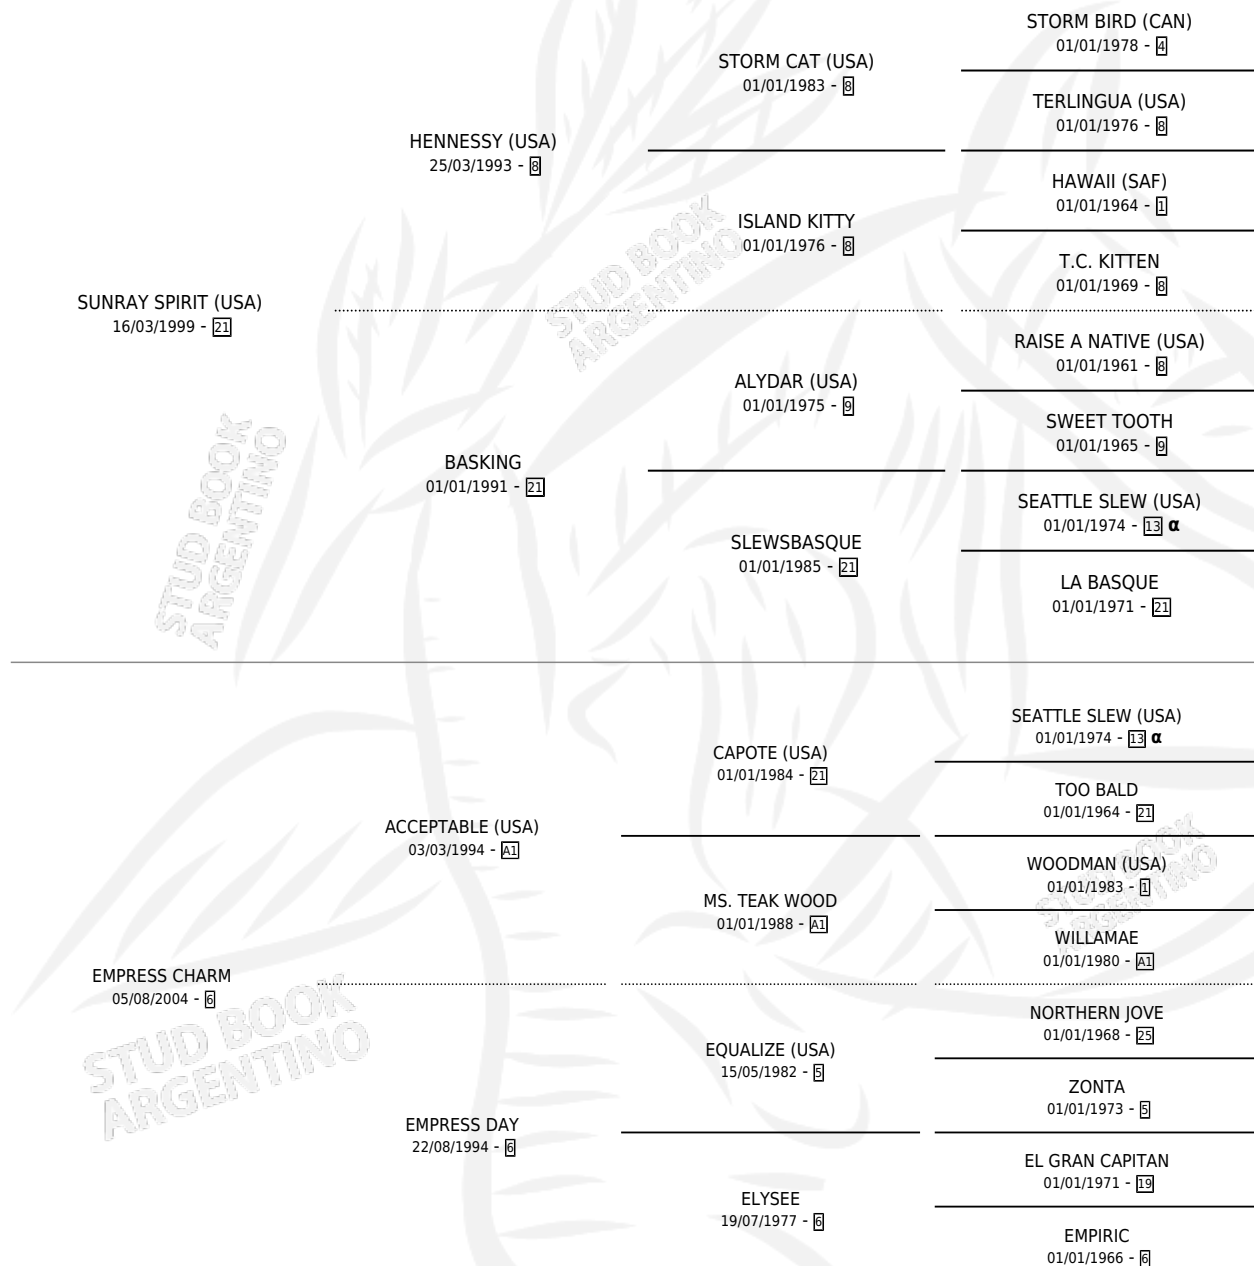 STORM BIRD (CAN)
01/01/1978 - 4
STORM CAT (USA)
01/01/1983 - 8
TERLINGUA (USA)
01/01/1976 - 8
HENNESSY (USA)
25/03/1993 - 8
HAWAII (SAF)
01/01/1964 - 1
ISLAND KITTY
01/01/1976 - 8
T.C. KITTEN
01/01/1969 - 8
SUNRAY SPIRIT (USA)
16/03/1999 - 21
RAISE A NATIVE (USA)
01/01/1961 - 8
ALYDAR (USA)
01/01/1975 - 9
SWEET TOOTH
01/01/1965 - 9
BASKING
01/01/1991 - 21
SEATTLE SLEW (USA)
01/01/1974 - 13 α
SLEWSBASQUE
01/01/1985 - 21
LA BASQUE
01/01/1971 - 21
SEATTLE SLEW (USA)
01/01/1974 - 13 α
CAPOTE (USA)
01/01/1984 - 21
TOO BALD
01/01/1964 - 21
ACCEPTABLE (USA)
03/03/1994 - A1
WOODMAN (USA)
01/01/1983 - 1
MS. TEAK WOOD
01/01/1988 - A1
WILLAMAE
01/01/1980 - A1
EMPRESS CHARM
05/08/2004 - 6
NORTHERN JOVE
01/01/1968 - 25
EQUALIZE (USA)
15/05/1982 - 5
ZONTA
01/01/1973 - 5
EMPRESS DAY
22/08/1994 - 6
EL GRAN CAPITAN
01/01/1971 - 19
ELYSEE
19/07/1977 - 6
EMPIRIC
01/01/1966 - 6
STUD BOOK
ARGENTINO
STUD BOOK
ARGENTINO
STUD BOOK
ARGENTINO
STUD BOOK
ARGENTINO